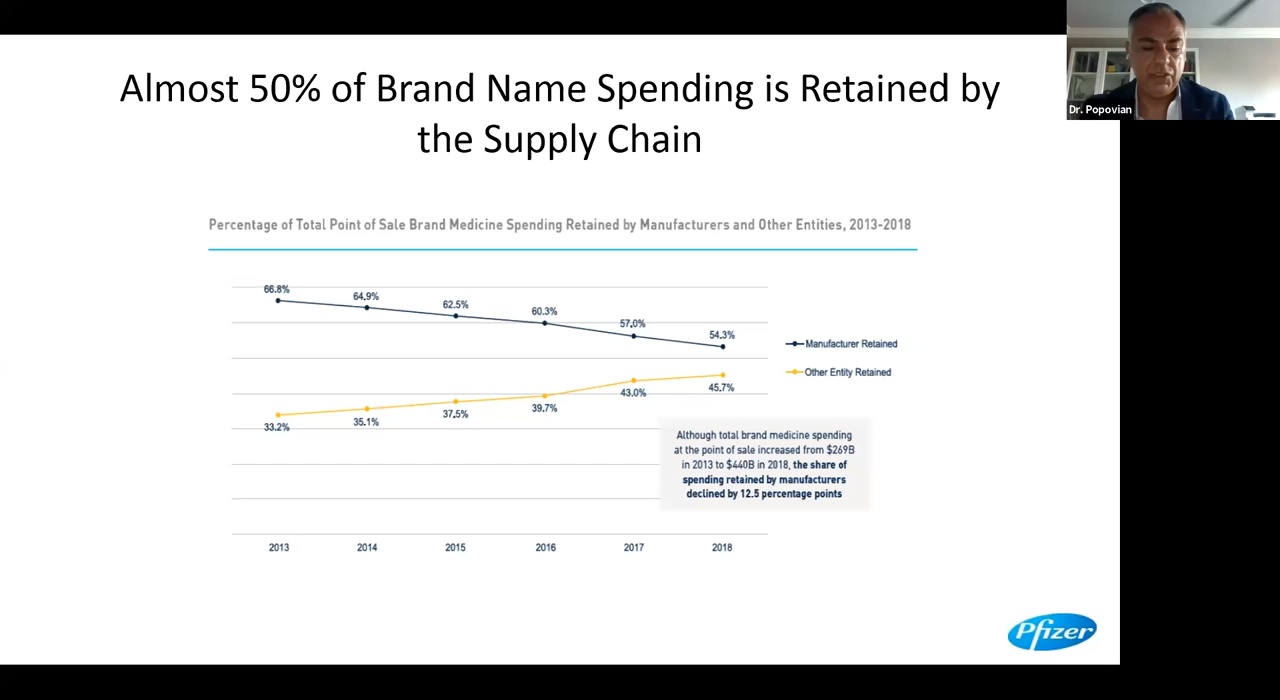 Almost 50% of Brand Name Spending is Retained by
the Supply Chain
Dr. Popovian
Percentage of Total Point of Sale Brand Medicine Spending Retained by Manufacturers and Other Entities, 2013-2018
66.8%
64.9%
62.5%
60.3%
57.0%
54.3%
Manufacturer Retained
Other Entity Retained
33.2%
35.1%
37.5%
39.7%
43.0%
45.7%
Although total brand medicine spending
at the point of sale increased from $269B
in 2013 to $440B in 2018, the share of
spending retained by manufacturers
declined by 12.5 percentage points
2013
2014
2015
2016
2017
2018
Pfizer